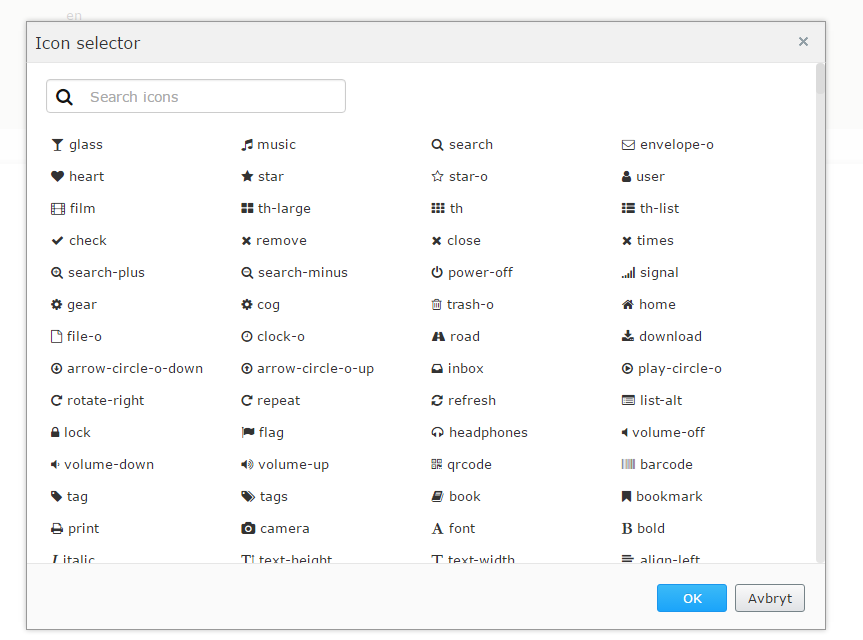 en
Icon selector ×
Search icons
glass music search envelope-o
heart star star-o user
film th-large th th-list
check remove close times
search-plus search-minus power-off signal
gear cog trash-o home
file-o clock-o road download
arrow-circle-o-down arrow-circle-o-up inbox play-circle-o
rotate-right repeat refresh list-alt
lock flag headphones volume-off
volume-down volume-up qrcode barcode
tag tags book bookmark
print camera font bold
italic text-height text-width align-left
OK Avbryt